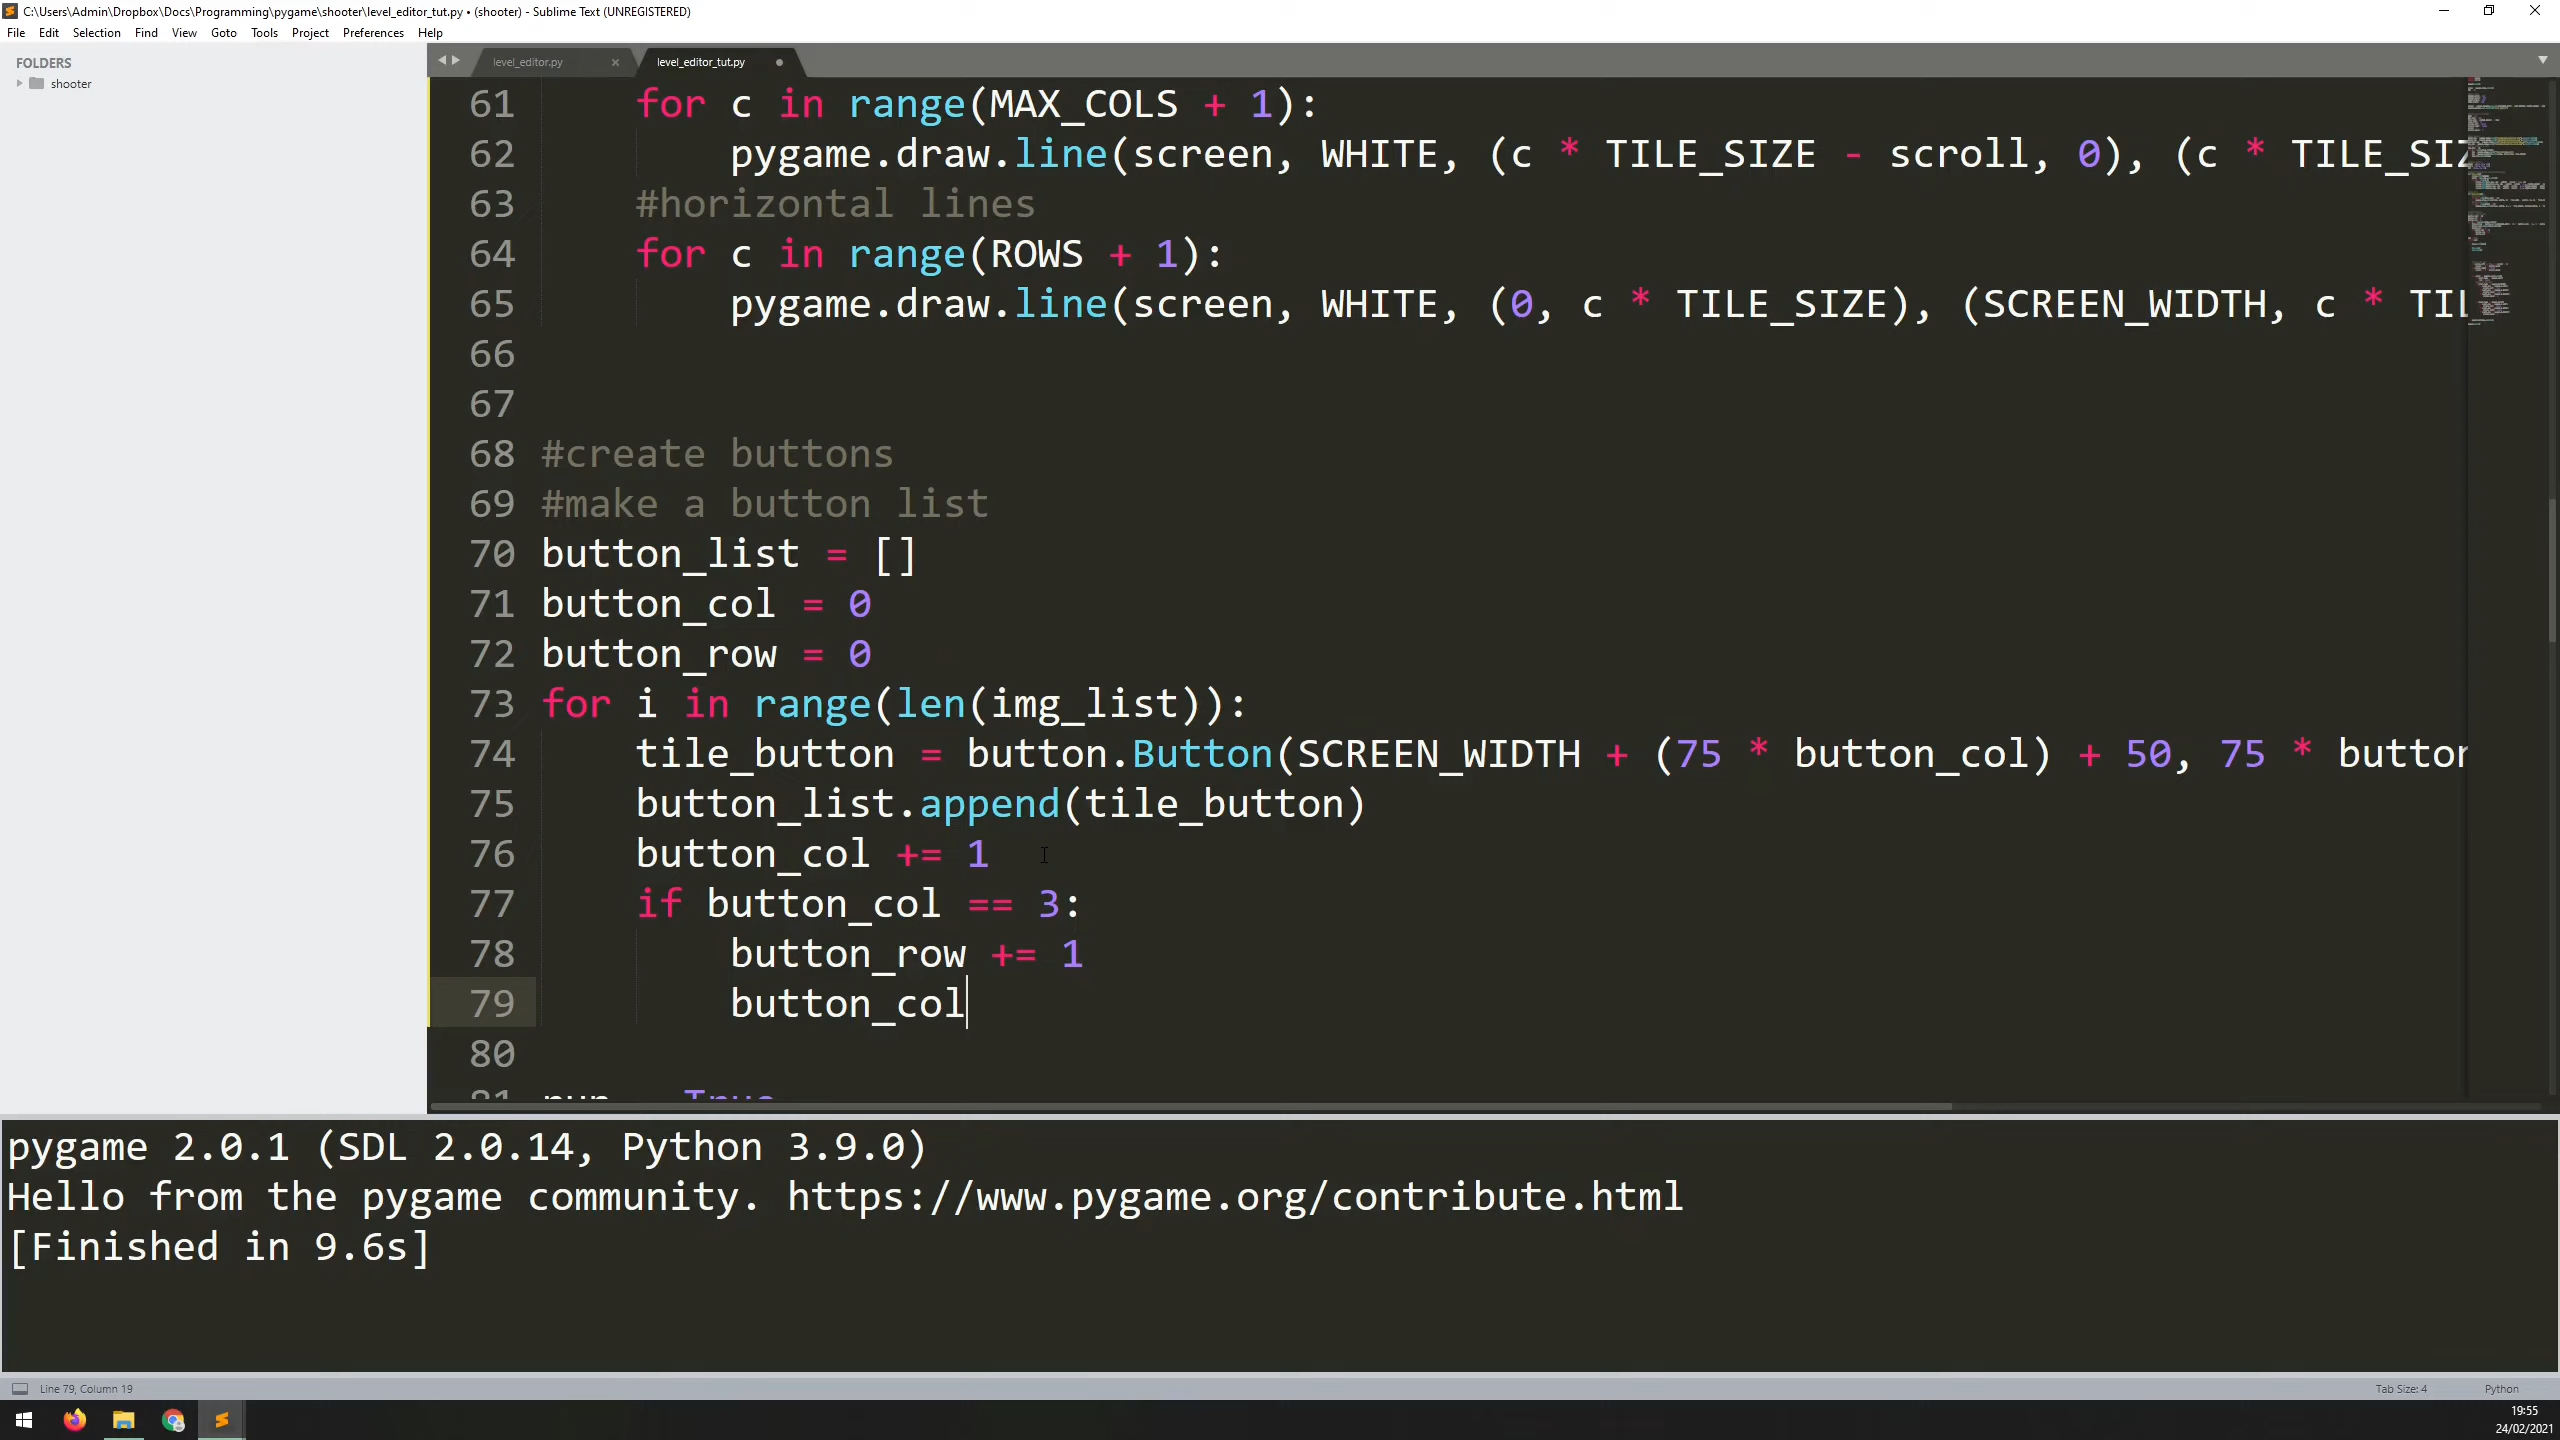 C:\Users\Admin\Dropbox\Docs\Programming\pygame\shooter\level_editor_tut.py • (shooter) - Sublime Text (UNREGISTERED)
File Edit Selection Find View Goto Tools Project Preferences Help
FOLDERS
shooter
level_editor.py
level_editor_tut.py
61 for c in range(MAX_COLS + 1):
62 pygame.draw.line(screen, WHITE, (c * TILE_SIZE - scroll, 0), (c * TILE_SIZ
63 #horizontal lines
64 for c in range(ROWS + 1):
65 pygame.draw.line(screen, WHITE, (0, c * TILE_SIZE), (SCREEN_WIDTH, c * TIL
66
67
68 #create buttons
69 #make a button list
70 button_list = []
71 button_col = 0
72 button_row = 0
73 for i in range(len(img_list)):
74 tile_button = button.Button(SCREEN_WIDTH + (75 * button_col) + 50, 75 * button
75 button_list.append(tile_button)
76 button_col += 1
77 if button_col == 3:
78 button_row += 1
79 button_col
80
81 run = True
pygame 2.0.1 (SDL 2.0.14, Python 3.9.0)
Hello from the pygame community. https://www.pygame.org/contribute.html
[Finished in 9.6s]
Line 79, Column 19
Tab Size: 4
Python
19:55
24/02/2021